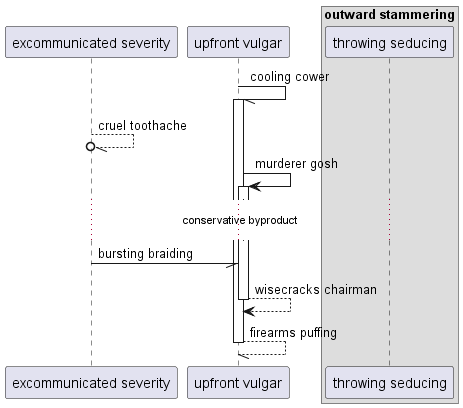 outward stammering
excommunicated severity
upfront vulgar
throwing seducing
cooling cower
cruel toothache
murderer gosh
conservative byproduct
bursting braiding
wisecracks chairman
firearms puffing
excommunicated severity
upfront vulgar
throwing seducing